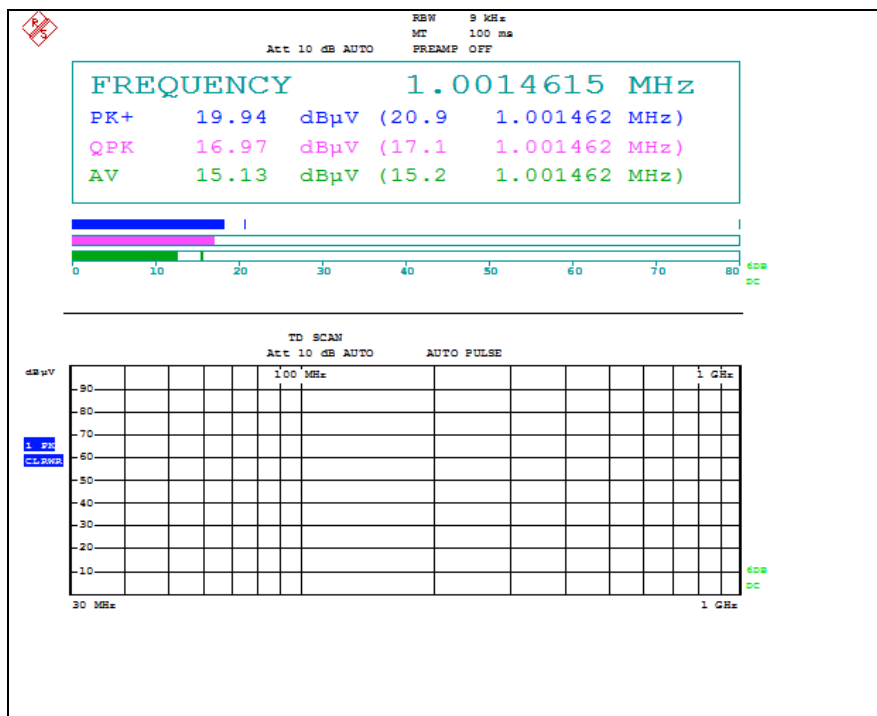 R S
RBW 9 kHz
MT 100 ms
Att 10 dB AUTO PREAMP OFF
FREQUENCY 1.0014615 MHz
PK+ 19.94 dBµV (20.9 1.001462 MHz)
QPK 16.97 dBµV (17.1 1.001462 MHz)
AV 15.13 dBµV (15.2 1.001462 MHz)
0 10 20 30 40 50 60 70 80
6DB
DC
TD SCAN
Att 10 dB AUTO AUTO PULSE
dBµV
100 MHz 1 GHz
90
80
70
1 PK
CLRWR
60
50
40
30
20
10
6DB
DC
30 MHz 1 GHz